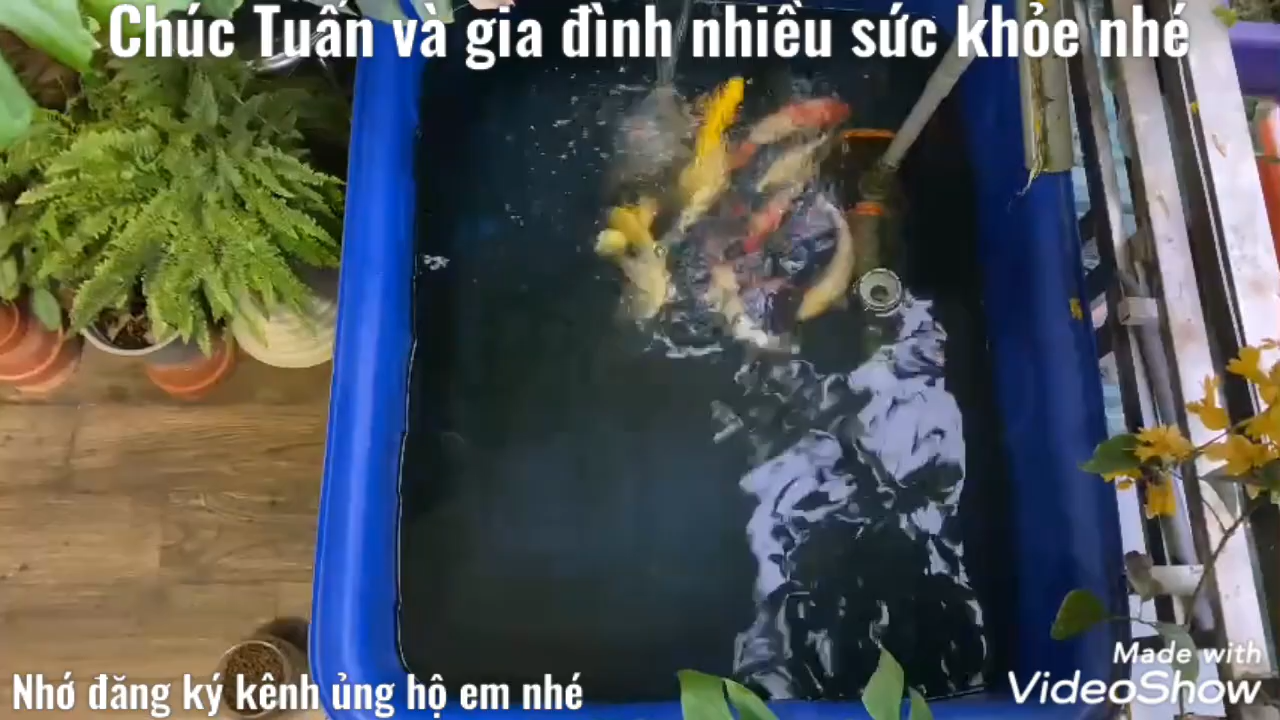 Chúc Tuấn và gia đình nhiều sức khỏe nhé
Nhớ đăng ký kênh ủng hộ em nhé
Made with
VideoShow